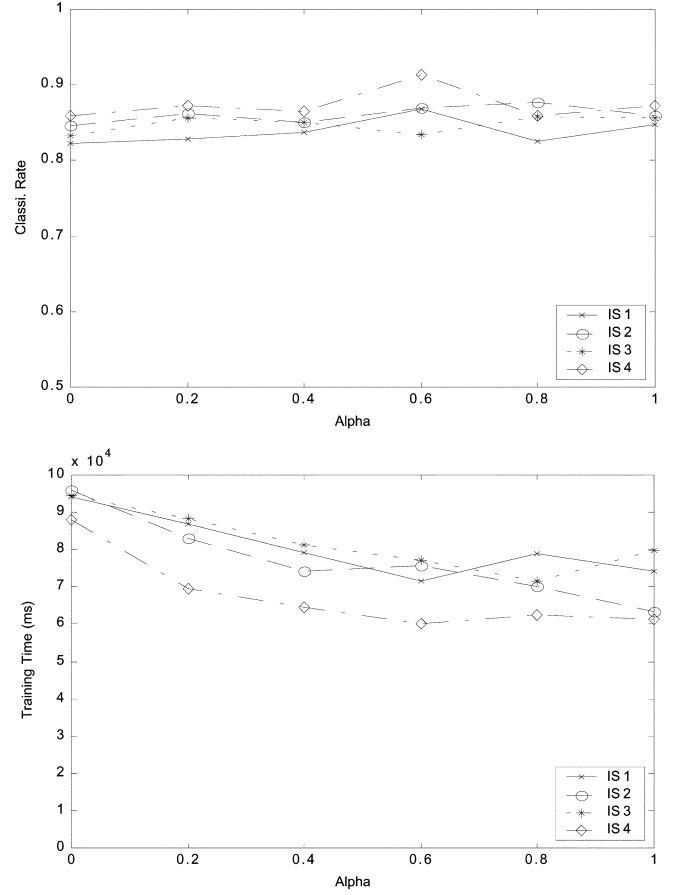 1
0.9
0.8
0.7
0.6
0.5
Classi. Rate
0 0.2 0.4 0.6 0.8 1
Alpha
IS 1
IS 2
IS 3
IS 4
x 10^4
10
9
8
7
6
5
4
3
2
1
0
Training Time (ms)
0 0.2 0.4 0.6 0.8 1
Alpha
IS 1
IS 2
IS 3
IS 4